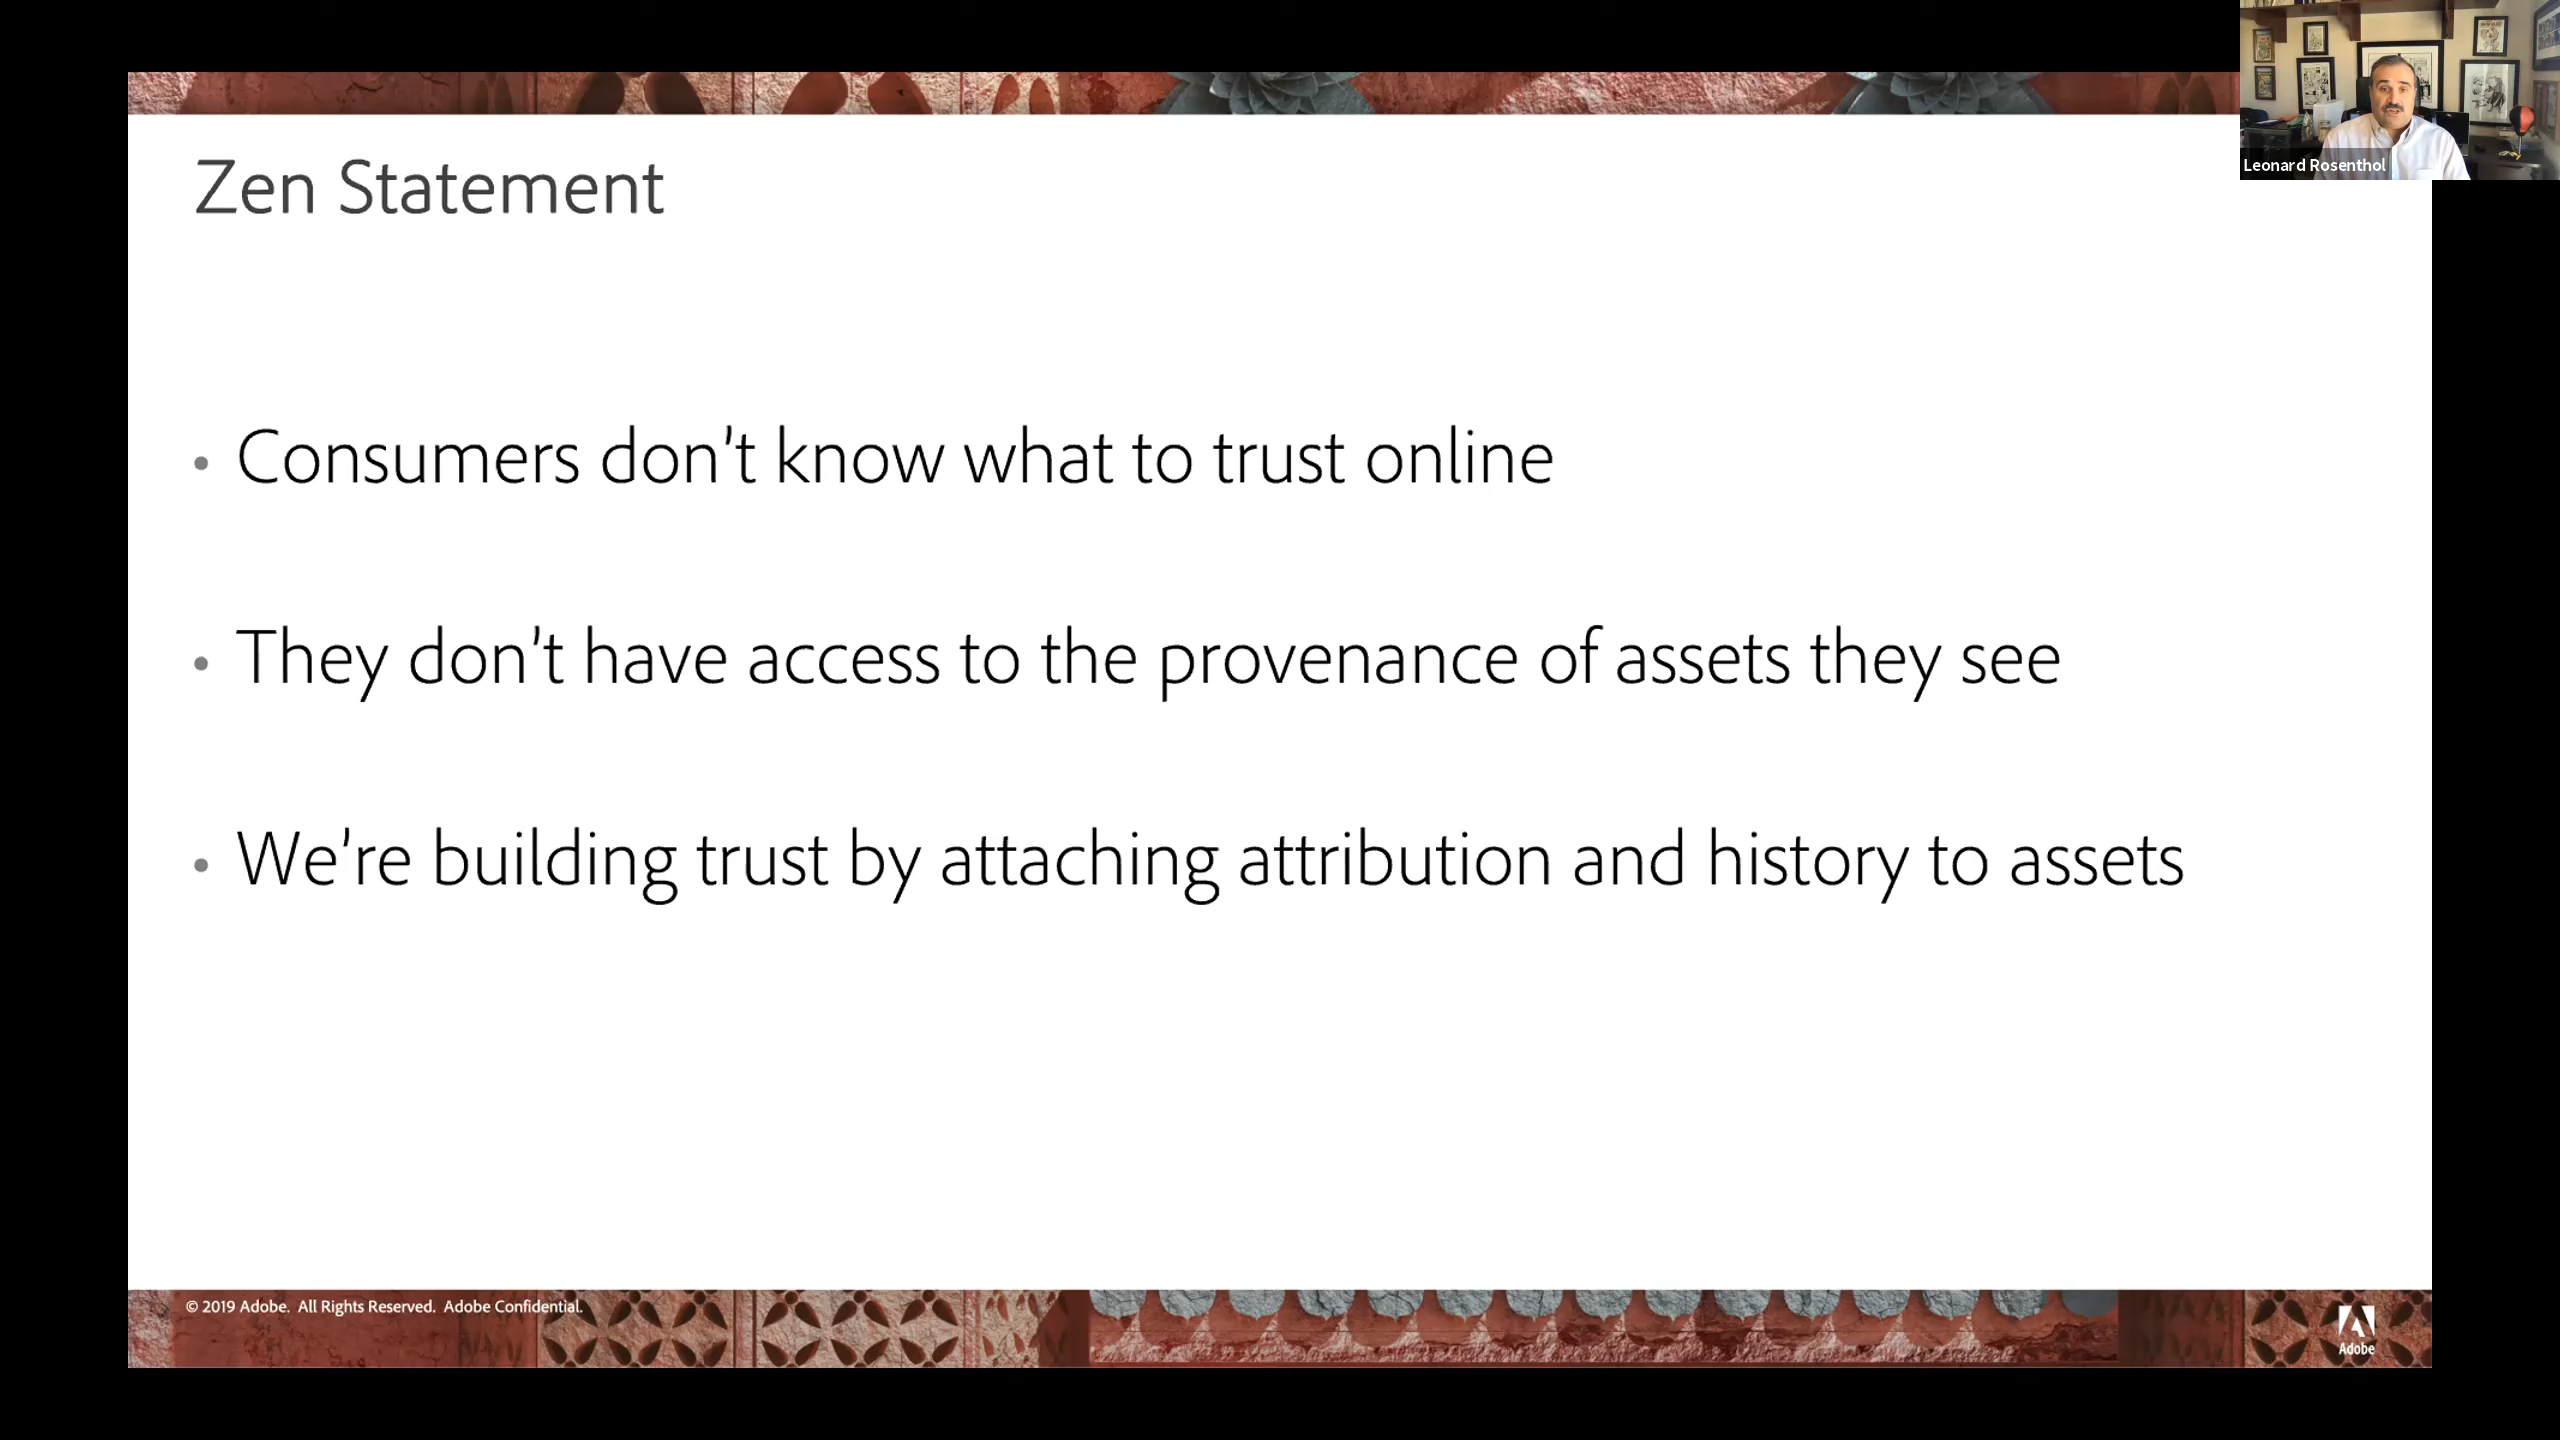 Leonard Rosenthol
Zen Statement
• Consumers don't know what to trust online
• They don't have access to the provenance of assets they see
• We're building trust by attaching attribution and history to assets
© 2019 Adobe. All Rights Reserved. Adobe Confidential.
Adobe